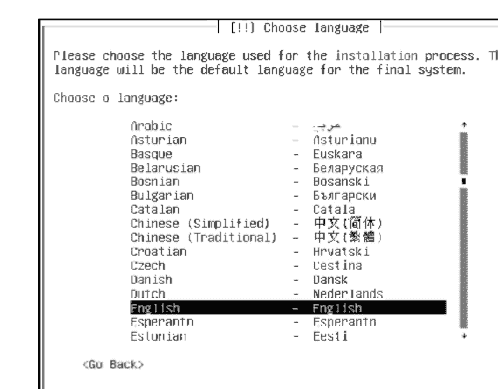 [!!] Choose language
Please choose the language used for the installation process. Th
language will be the default language for the final system.
Choose a language:
Arabic - عربي
Asturian - Asturianu
Basque - Euskara
Belarusian - Беларуская
Bosnian - Bosanski
Bulgarian - Български
Catalan - Català
Chinese (Simplified) - 中文(简体)
Chinese (Traditional) - 中文(繁體)
Croatian - Hrvatski
Czech - Čeština
Danish - Dansk
Dutch - Nederlands
English - English
Esperanto - Esperanto
Estonian - Eesti
<Go Back>